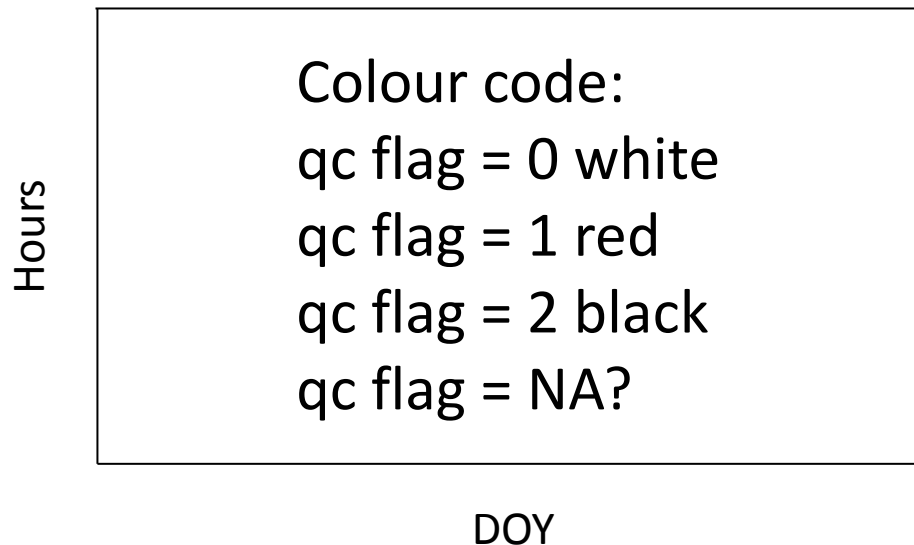 Colour code:
qc flag = 0 white
qc flag = 1 red
qc flag = 2 black
qc flag = NA?
Hours
DOY